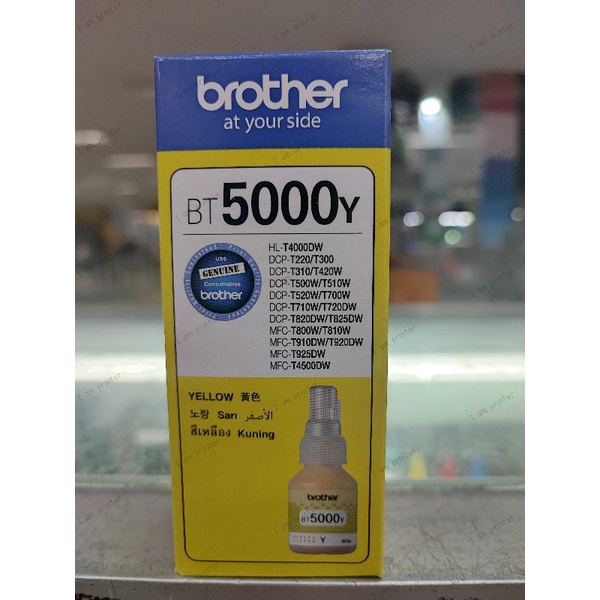 brother
at your side
BT5000Y
HL-T4000DW
DCP-T220/T300
DCP-T310/T420W
DCP-T500W/T510W
DCP-T520W/T700W
DCP-T710W/T720DW
DCP-T820DW/T825DW
MFC-T800W/T810W
MFC-T910DW/T920DW
MFC-T925DW
MFC-T4500DW
USE
GENUINE
Consumables
brother
YELLOW 黃色
노랑 Sarı الأصفر
สีเหลือง Kuning
brother
BT5000Y
Y
I am printer